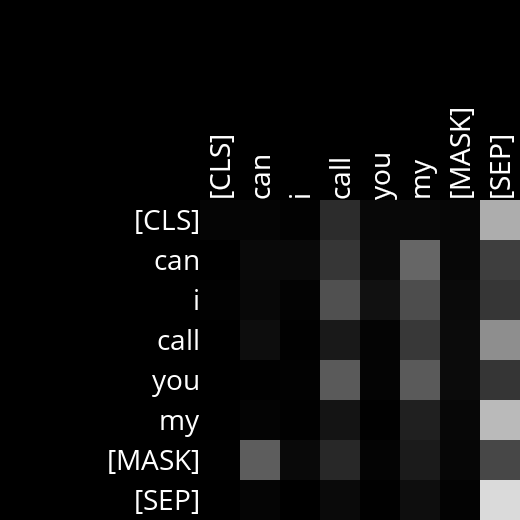 [CLS] can i call you my [MASK] [SEP]
[CLS]
can
i
call
you
my
[MASK]
[SEP]